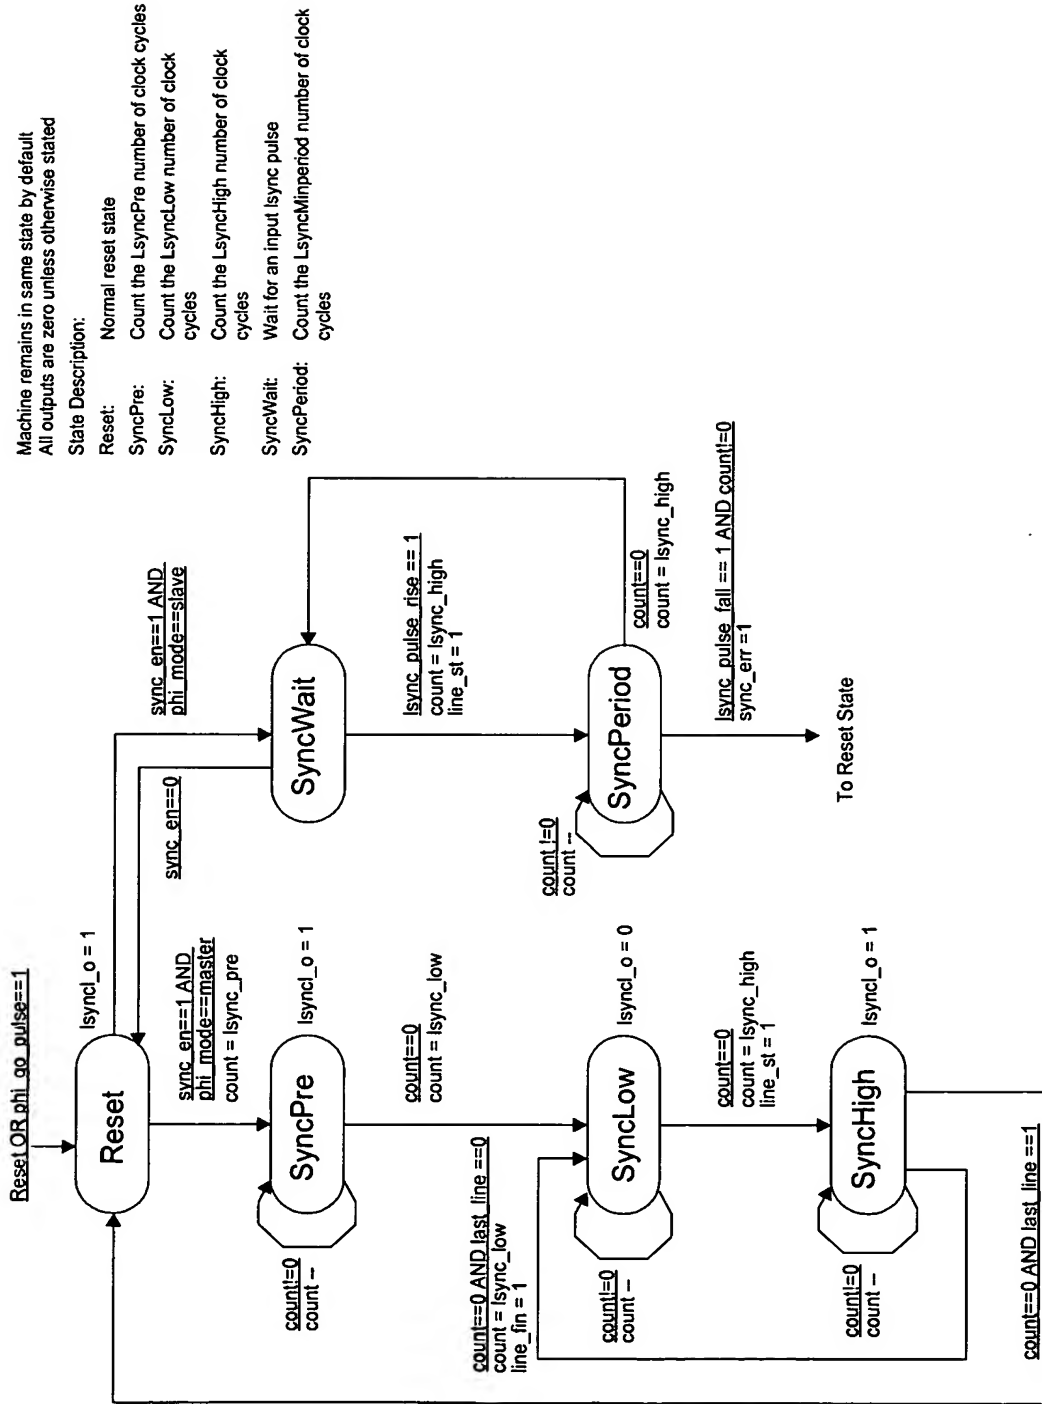 Machine remains in same state by default
All outputs are zero unless otherwise stated
State Description:
Reset: Normal reset state
SyncPre: Count the LsyncPre number of clock cycles
SyncLow: Count the LsyncLow number of clock
cycles
SyncHigh: Count the LsyncHigh number of clock
cycles
SyncWait: Wait for an input lsync pulse
SyncPeriod: Count the LsyncMinperiod number of clock
cycles
Reset OR phi_go_pulse==1
Reset
lsyncl_o = 1
sync_en==1 AND
phi_mode==slave
sync_en==0
SyncWait
sync_en==1 AND
phi_mode==master
count = lsync_pre
lsync_pulse_rise == 1
count = lsync_high
line_st = 1
SyncPre
lsyncl_o = 1
count!=0
count --
count==0
count = lsync_low
SyncPeriod
count !=0
count --
count==0
count = lsync_high
lsync_pulse_fall == 1 AND count!=0
sync_err =1
To Reset State
count==0 AND last_line ==0
count = lsync_low
line_fin = 1
SyncLow
lsyncl_o = 0
count!=0
count --
count==0
count = lsync_high
line_st = 1
SyncHigh
lsyncl_o = 1
count!=0
count --
count==0 AND last_line ==1